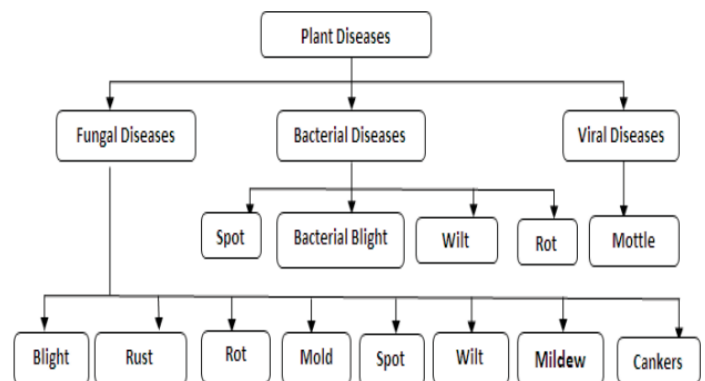 Plant Diseases
Fungal Diseases
Bacterial Diseases
Viral Diseases
Spot
Bacterial Blight
Wilt
Rot
Mottle
Blight
Rust
Rot
Mold
Spot
Wilt
Mildew
Cankers